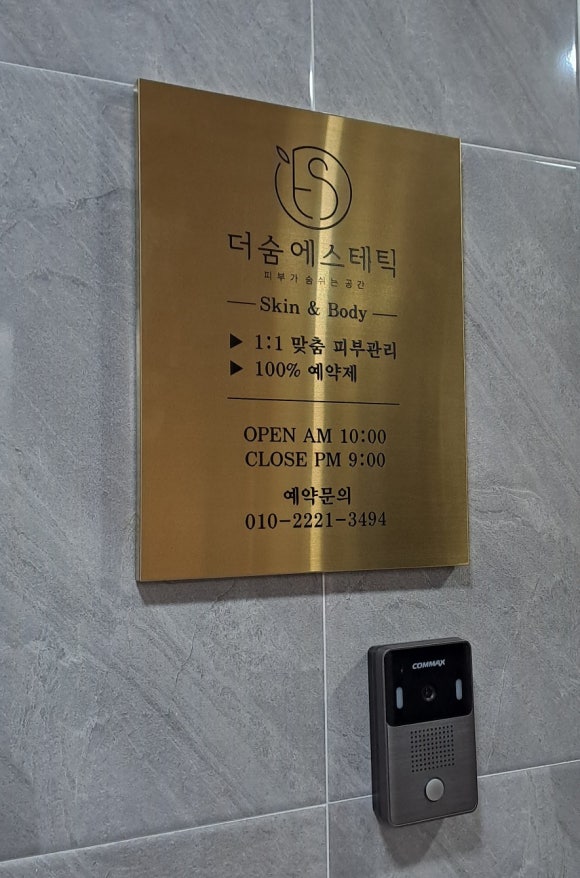 S
더숨에스테틱
피부가 숨쉬는 공간
Skin & Body
▶ 1:1 맞춤 피부관리
▶ 100% 예약제
OPEN AM 10:00
CLOSE PM 9:00
예약문의
010-2221-3494
COMMAX